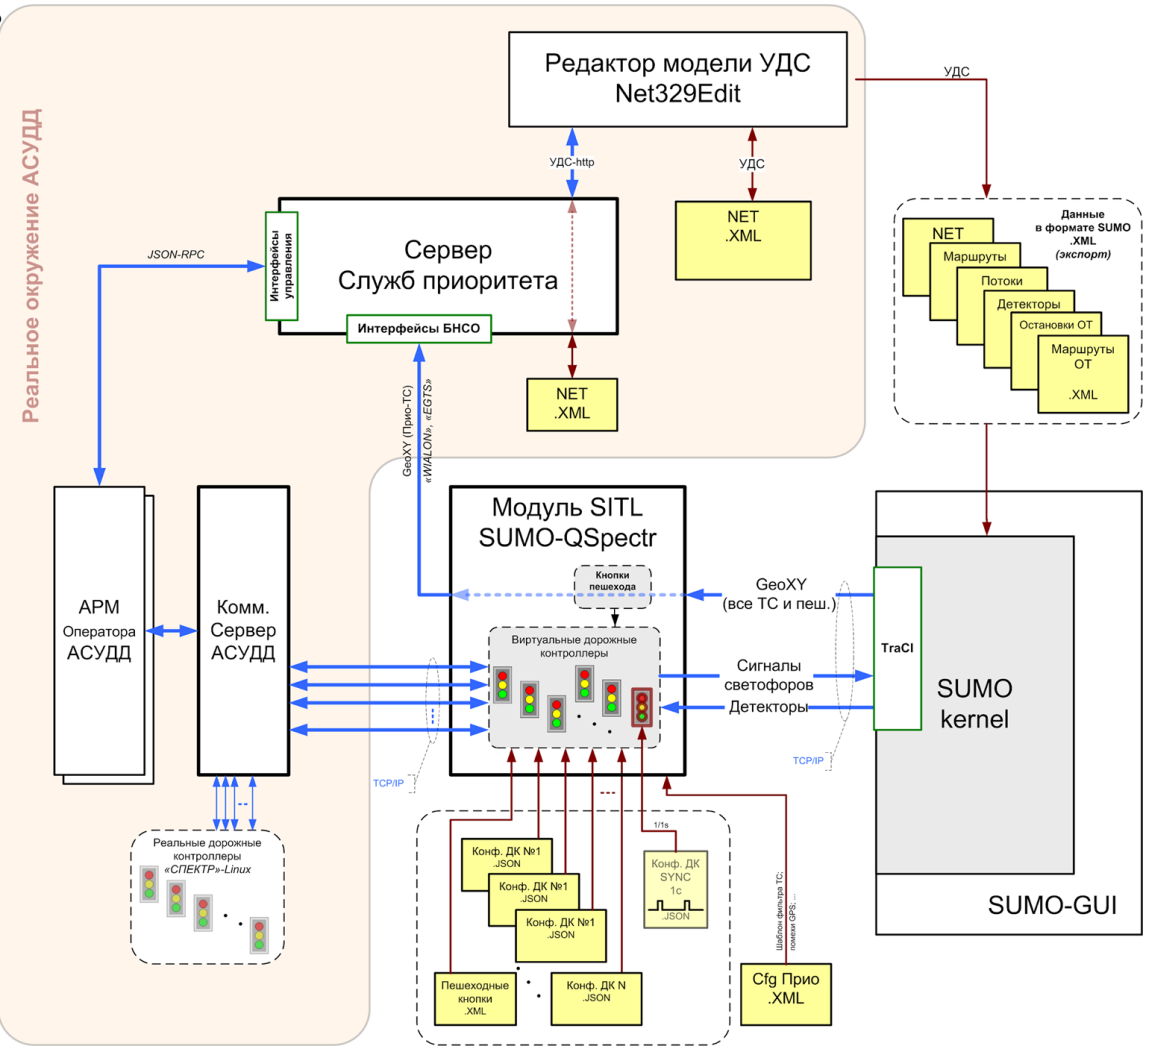 Реальное окружение АСУДД
Редактор модели УДС
Net329Edit
УДС
УДС-http
УДС
NET
.XML
Данные
в формате SUMO
.XML
(экспорт)
NET
Маршруты
Потоки
Детекторы
Остановки ОТ
Маршруты
ОТ
.XML
JSON-RPC
Интерфейсы
управления
Сервер
Служб приоритета
Интерфейсы БНСО
NET
.XML
GeoXY (Прио-ТС)
«WIALON», «EGTS»
АРМ
Оператора
АСУДД
Комм.
Сервер
АСУДД
Модуль SITL
SUMO-QSpectr
Кнопки
пешехода
Виртуальные дорожные
контроллеры
GeoXY
(все ТС и пеш.)
Сигналы
светофоров
Детекторы
TraCI
SUMO
kernel
SUMO-GUI
TCP/IP
TCP/IP
Реальные дорожные
контроллеры
«СПЕКТР»-Linux
Конф. ДК №1
.JSON
Конф. ДК №1
.JSON
Конф. ДК №1
.JSON
Конф. ДК N
.JSON
Пешеходные
кнопки
.XML
1/1s
Конф. ДК
SYNC
1c
.JSON
Шаблон фильтра ТС;
помехи GPS; ...
Cfg Прио
.XML